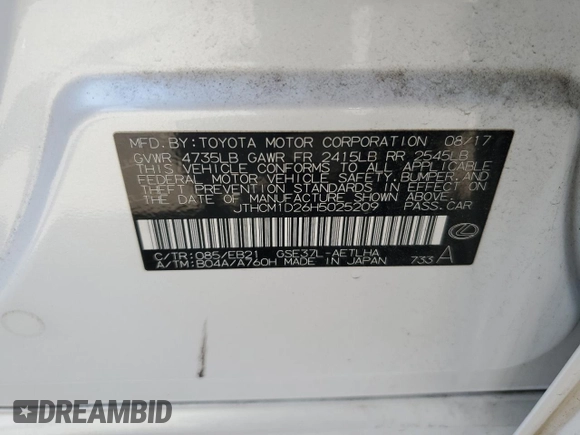 MFD. BY: TOYOTA MOTOR CORPORATION 08/17
GVWR 4735LB GAWR FR 2415LB RR 2545LB
THIS VEHICLE CONFORMS TO ALL APPLICABLE
FEDERAL MOTOR VEHICLE SAFETY, BUMPER, AND
THEFT PREVENTION STANDARDS IN EFFECT ON
THE DATE OF MANUFACTURE SHOWN ABOVE.
JTHCM1D26H5025209 PASS. CAR
C/TR: 085/EB21 GSE37L-AETLHA
A/TM: B04A/A760H MADE IN JAPAN 733 A
DREAMBID